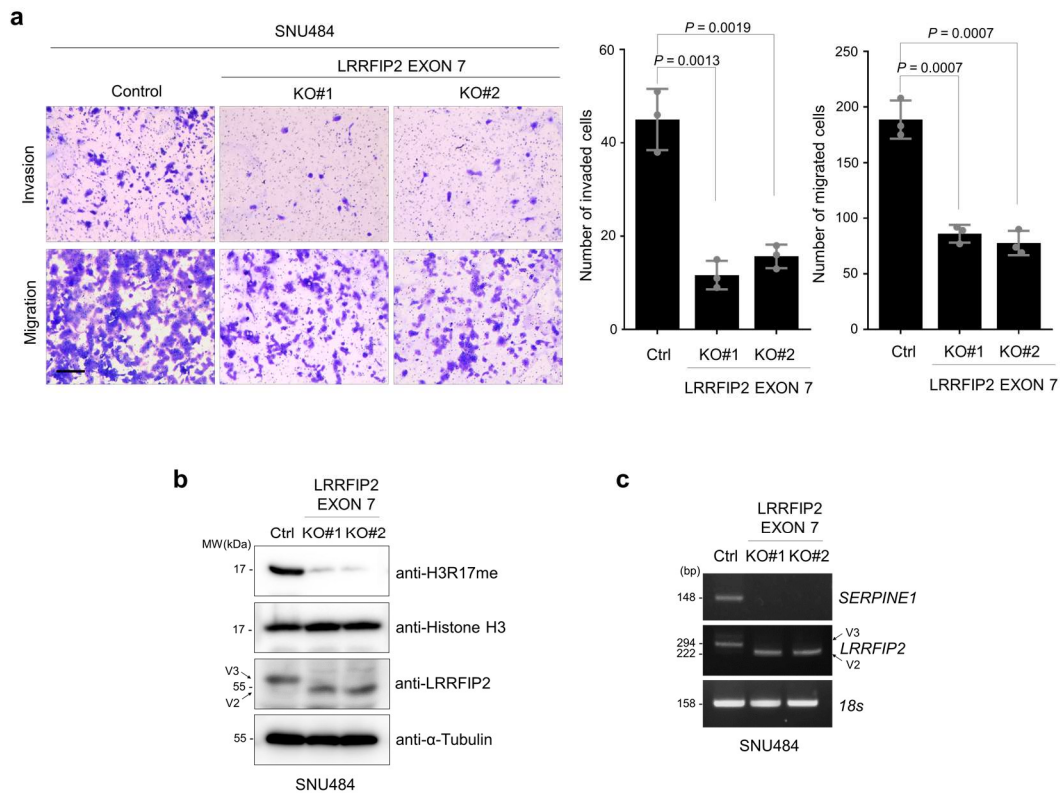 a
SNU484
LRRFIP2 EXON 7
Control
KO#1
KO#2
Invasion
Migration
Number of invaded cells
60
40
20
0
P = 0.0019
P = 0.0013
Ctrl
KO#1
KO#2
LRRFIP2 EXON 7
Number of migrated cells
250
200
150
100
50
0
P = 0.0007
P = 0.0007
Ctrl
KO#1
KO#2
LRRFIP2 EXON 7
b
LRRFIP2
EXON 7
Ctrl KO#1 KO#2
MW(kDa)
17 - anti-H3R17me
17 - anti-Histone H3
V3
55 - anti-LRRFIP2
V2
55 - anti-α-Tubulin
SNU484
c
LRRFIP2
EXON 7
Ctrl KO#1 KO#2
(bp)
148 - SERPINE1
V3
294 - LRRFIP2
222 -
V2
158 - 18s
SNU484